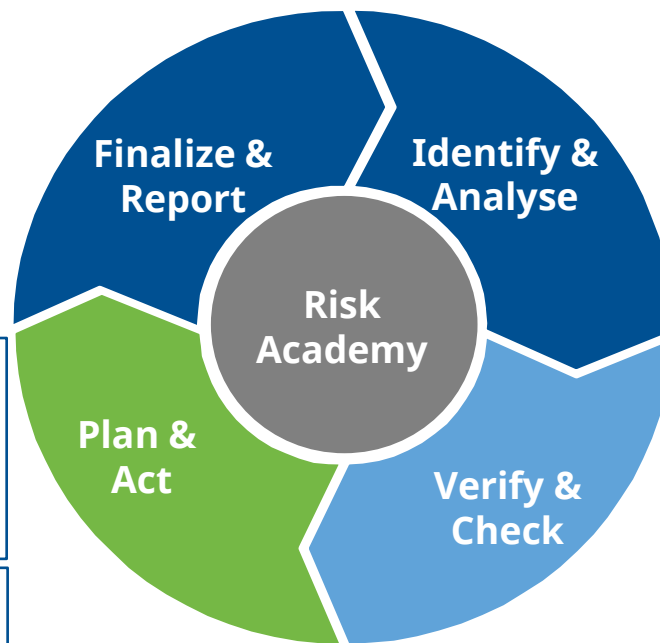 Finalize &
Report
Identify &
Analyse
Risk
Academy
Plan &
Act
Verify &
Check